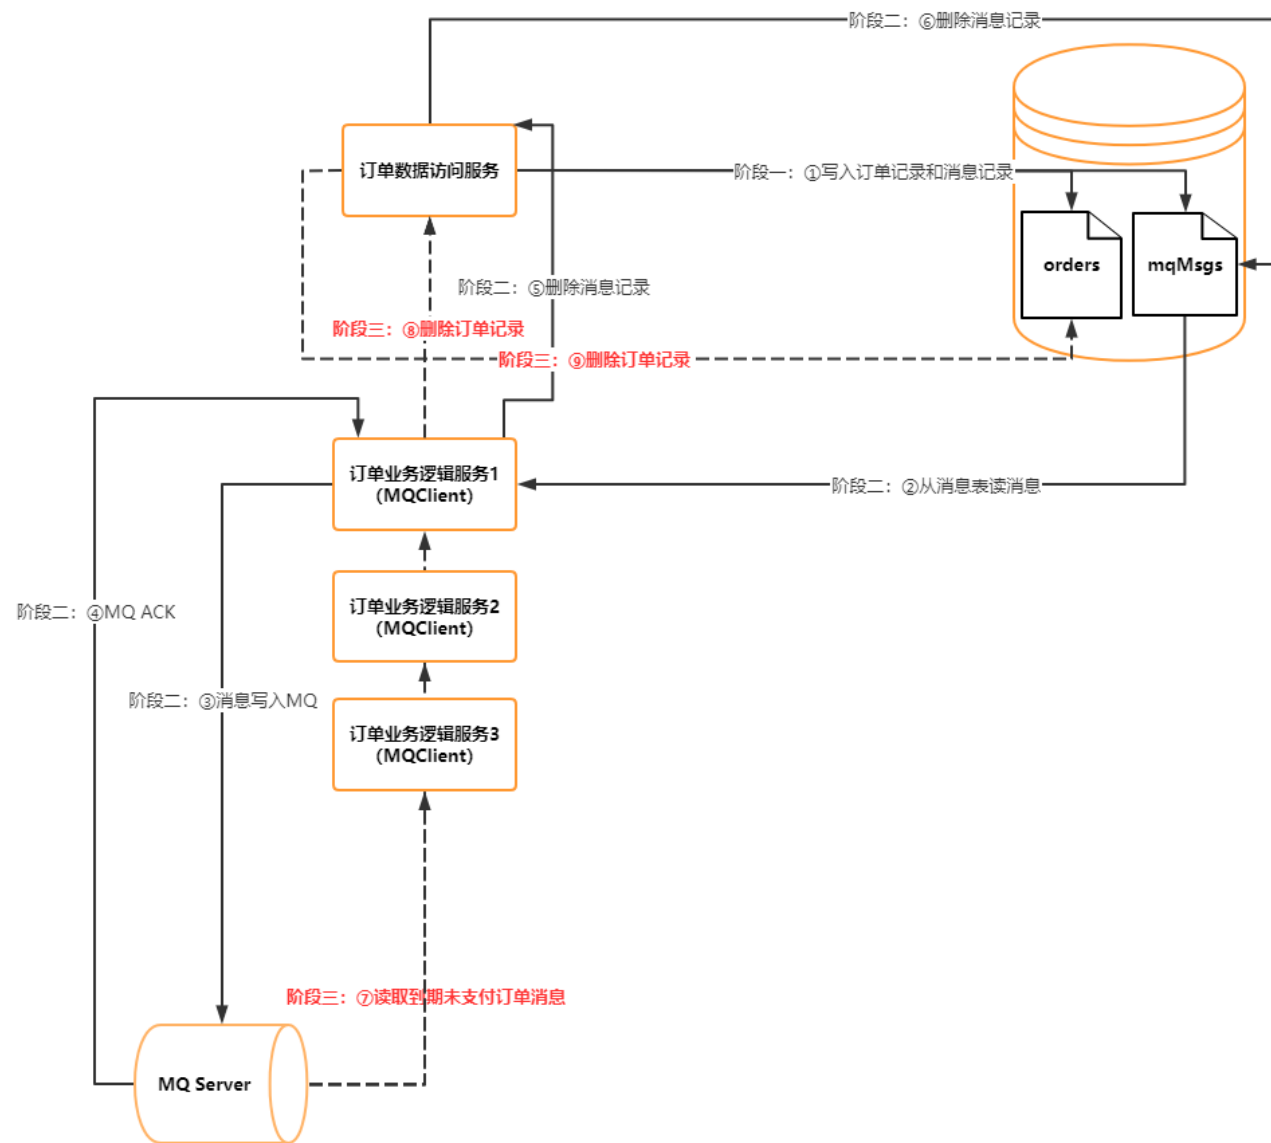 阶段二：⑥删除消息记录
订单数据访问服务
阶段一：①写入订单记录和消息记录
orders
mqMsgs
阶段二：⑤删除消息记录
阶段三：⑧删除订单记录
阶段三：⑨删除订单记录
订单业务逻辑服务1
（MQClient）
阶段二：②从消息表读消息
订单业务逻辑服务2
（MQClient）
阶段二：④MQ ACK
阶段二：③消息写入MQ
订单业务逻辑服务3
（MQClient）
阶段三：⑦读取到期未支付订单消息
MQ Server